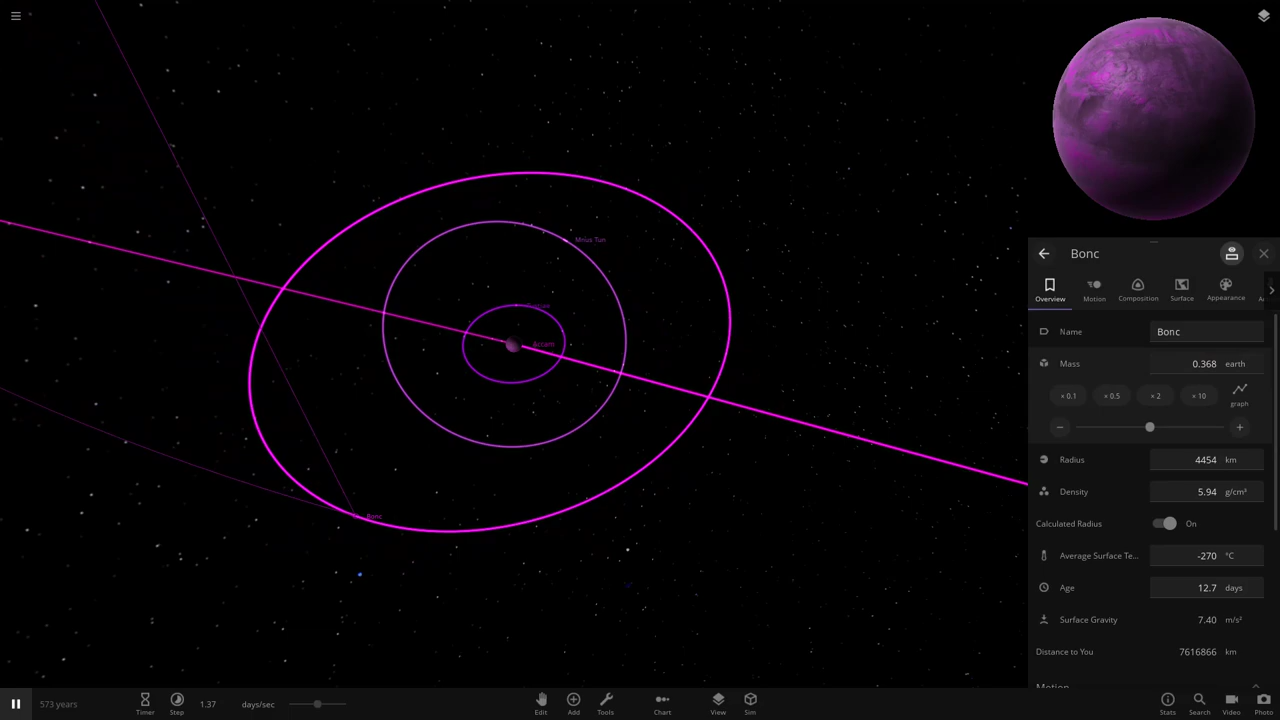 Mrius Tun
Accam
Bonc
Bonc
Overview
Motion
Composition
Surface
Appearance
Name
Bonc
Mass
0.368 earth
× 0.1
× 0.5
× 2
× 10
graph
Radius
4454 km
Density
5.94 g/cm³
Calculated Radius
On
Average Surface Te...
-270 °C
Age
12.7 days
Surface Gravity
7.40 m/s²
Distance to You
7616866 km
Motion
573 years
Timer
Step
1.37 days/sec
Edit
Add
Tools
Chart
View
Sim
Stats
Search
Video
Photo